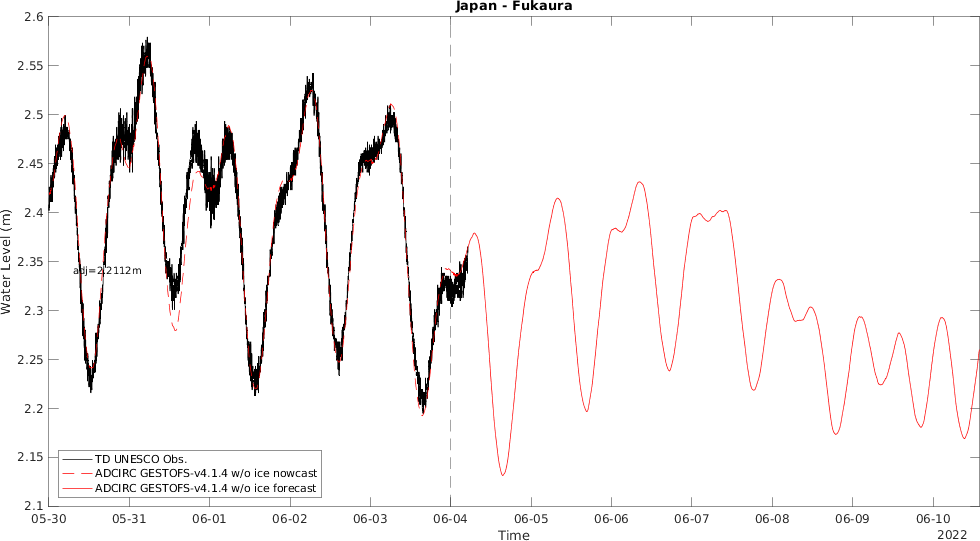 Japan - Fukaura
2.6
2.55
2.5
2.45
2.4
2.35
2.3
2.25
2.2
2.15
2.1
Water Level (m)
adj=2.2112m
TD UNESCO Obs.
ADCIRC GESTOFS-v4.1.4 w/o ice nowcast
ADCIRC GESTOFS-v4.1.4 w/o ice forecast
05-30 05-31 06-01 06-02 06-03 06-04 06-05 06-06 06-07 06-08 06-09 06-10
Time
2022